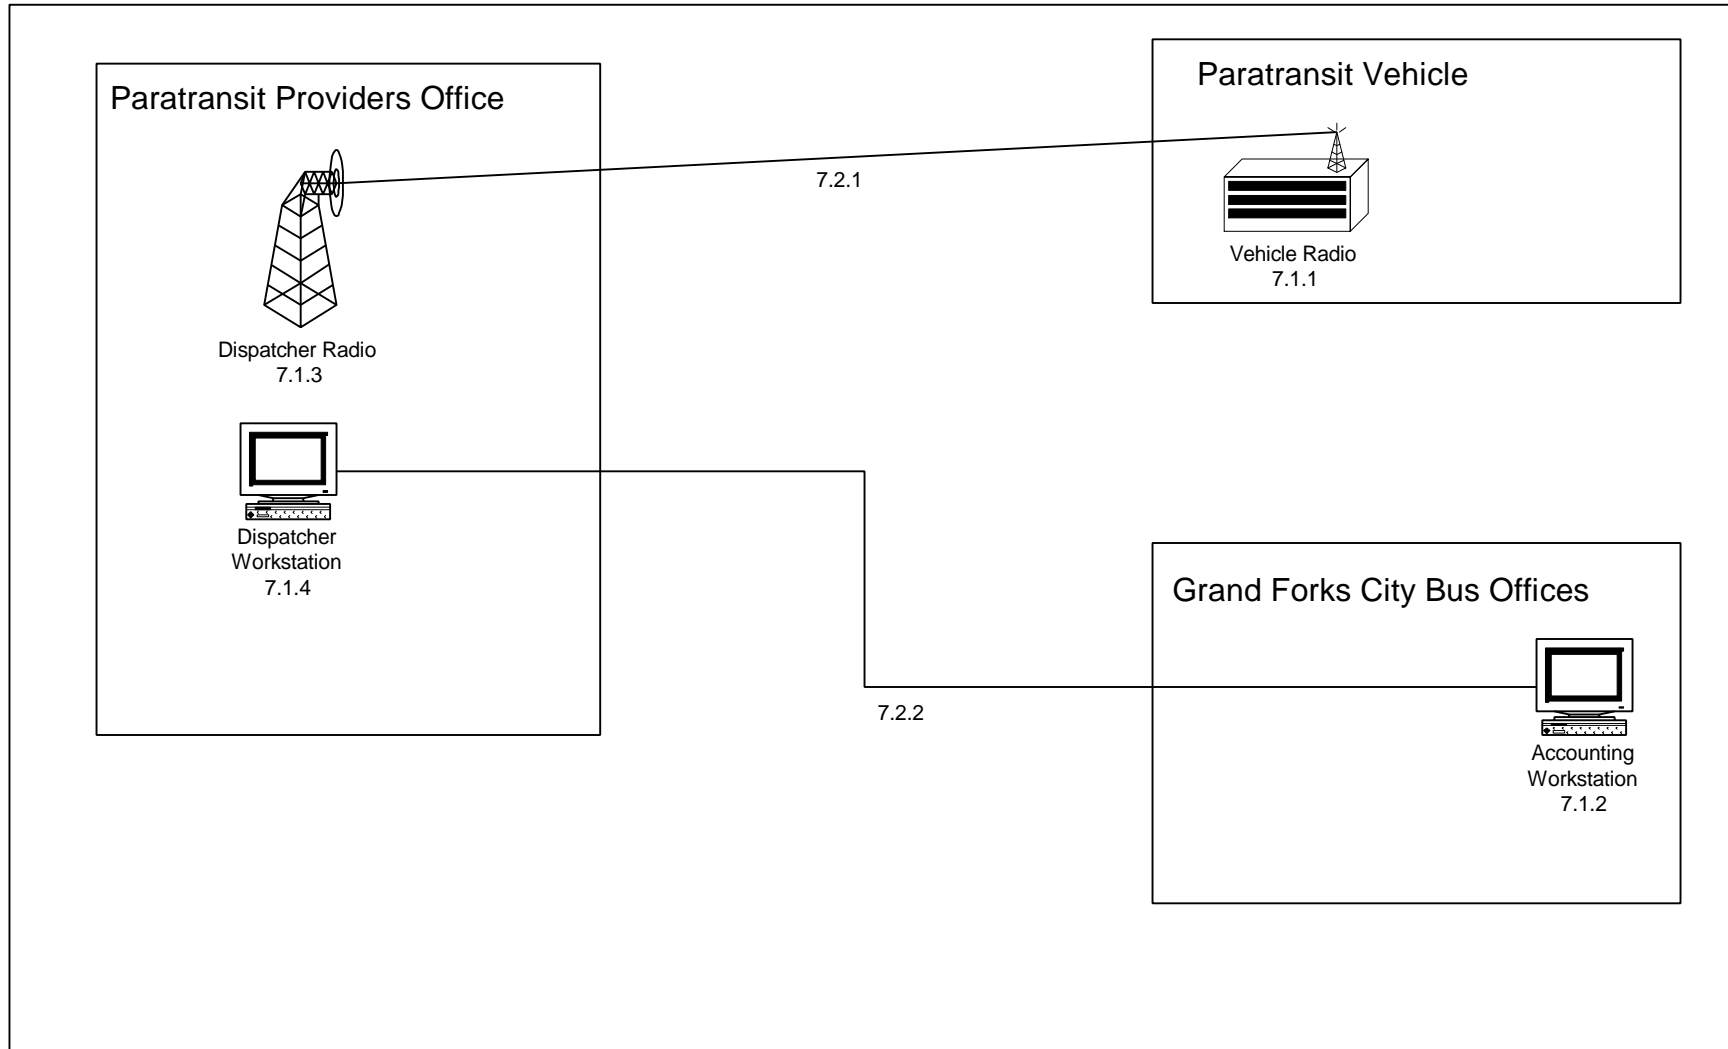 Paratransit Providers Office
Dispatcher Radio
7.1.3
Dispatcher
Workstation
7.1.4
7.2.1
7.2.2
Paratransit Vehicle
Vehicle Radio
7.1.1
Grand Forks City Bus Offices
Accounting
Workstation
7.1.2